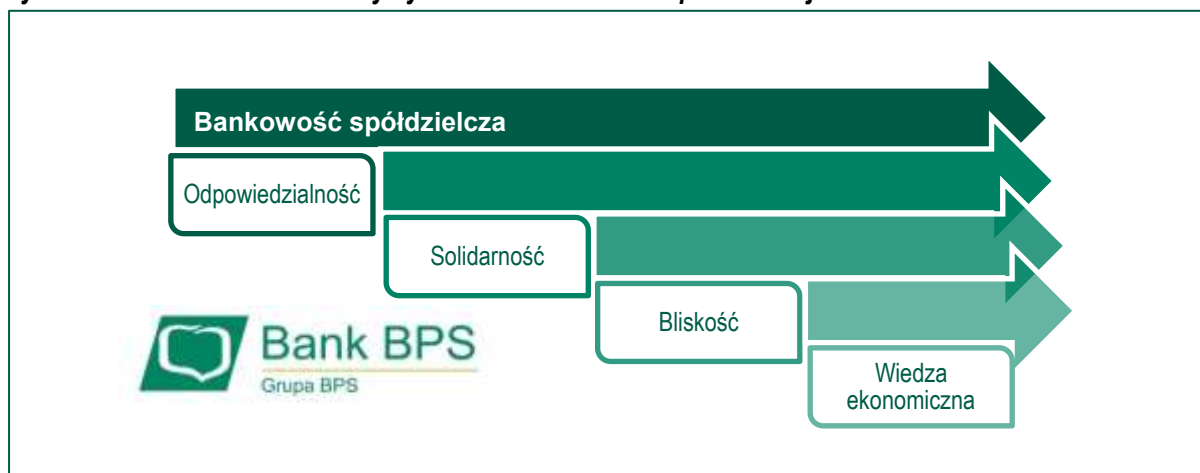 Bankowość spółdzielcza
Odpowiedzialność
Solidarność
Bliskość
Wiedza
ekonomiczna
Bank BPS
Grupa BPS